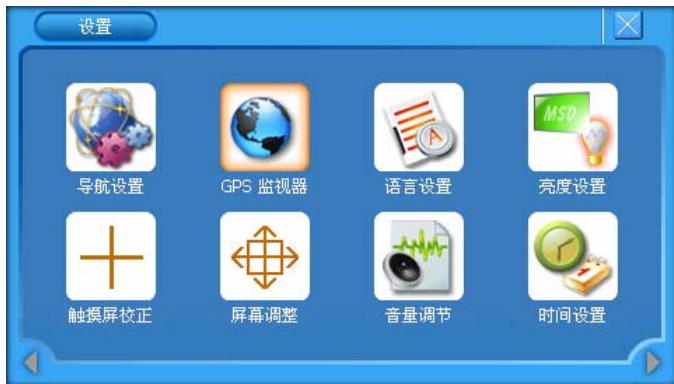 设置
导航设置
GPS 监视器
语言设置
A
MSD
亮度设置
触摸屏校正
屏幕调整
音量调节
1
时间设置